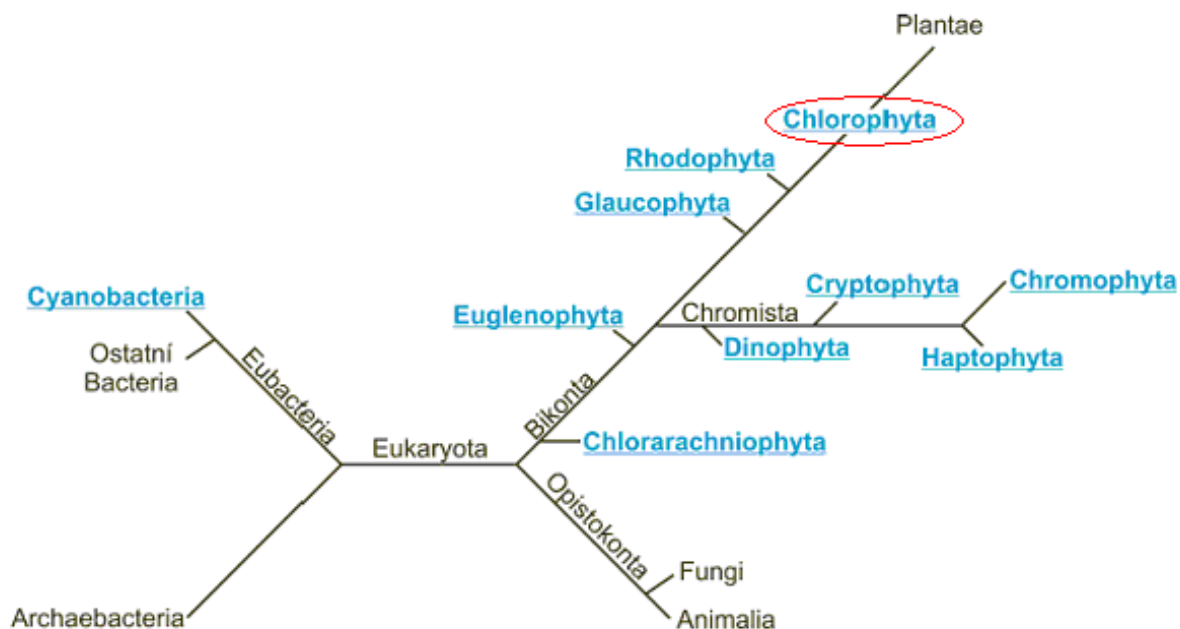 Plantae
Chlorophyta
Rhodophyta
Glaucophyta
Cyanobacteria
Euglenophyta
Chromista
Cryptophyta
Chromophyta
Dinophyta
Haptophyta
Ostatní
Bacteria
Eubacteria
Bikonta
Eukaryota
Chlorarachniophyta
Opistokonta
Fungi
Archaebacteria
Animalia